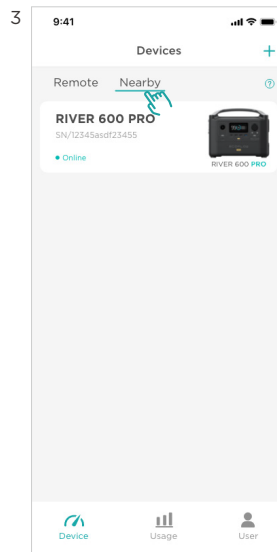 3
9:41
Devices
+
Remote Nearby
RIVER 600 PRO
SN/12345asdf23455
Online
RIVER 600 PRO
Device Usage User